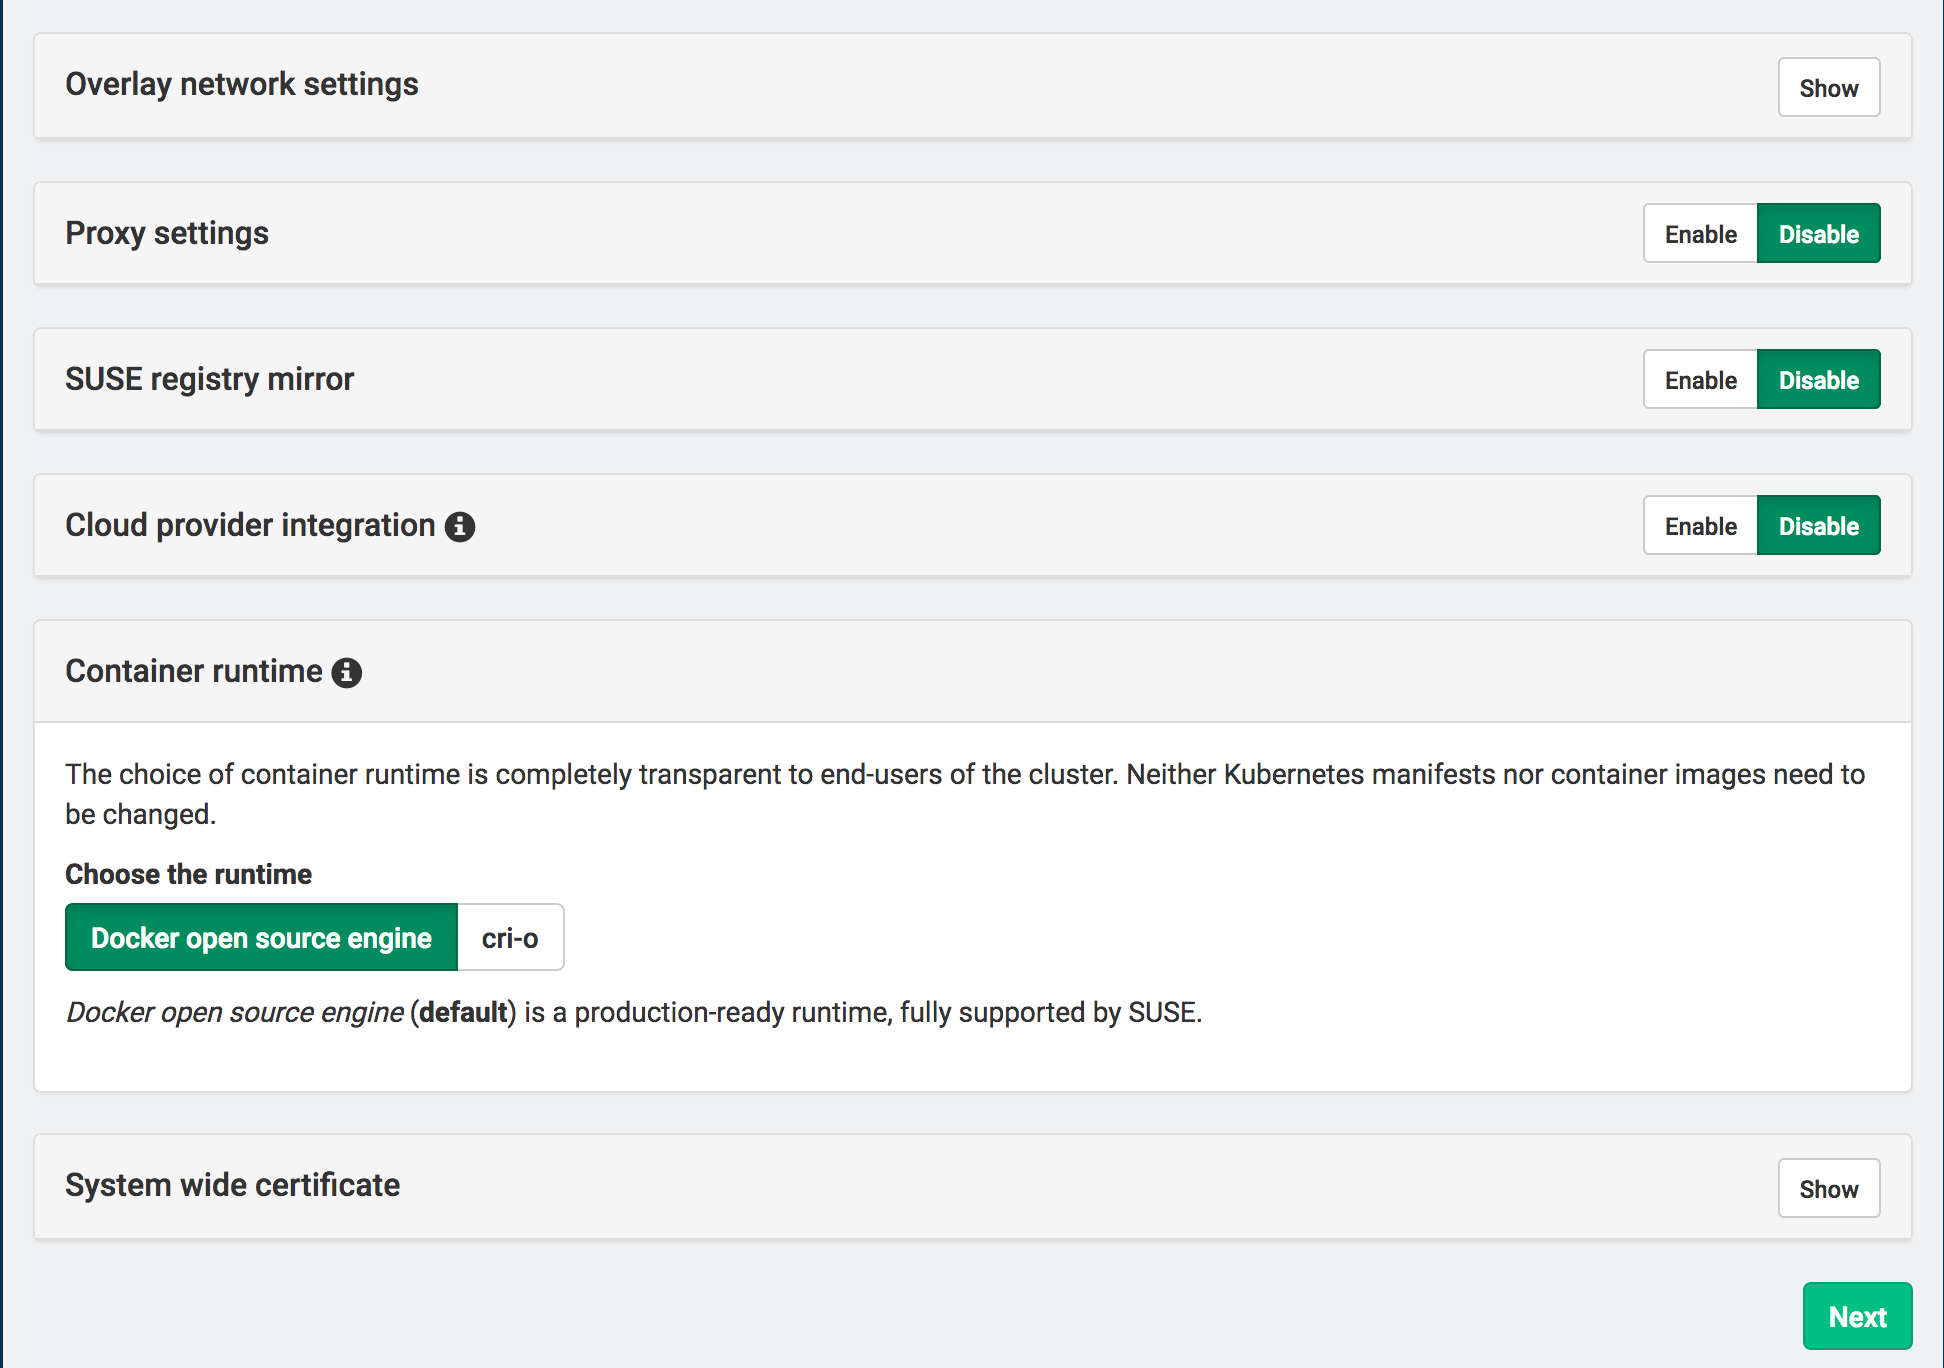 Overlay network settings
Show
Proxy settings
Enable
Disable
SUSE registry mirror
Enable
Disable
Cloud provider integration
Enable
Disable
Container runtime
The choice of container runtime is completely transparent to end-users of the cluster. Neither Kubernetes manifests nor container images need to
be changed.
Choose the runtime
Docker open source engine
cri-o
Docker open source engine (default) is a production-ready runtime, fully supported by SUSE.
System wide certificate
Show
Next